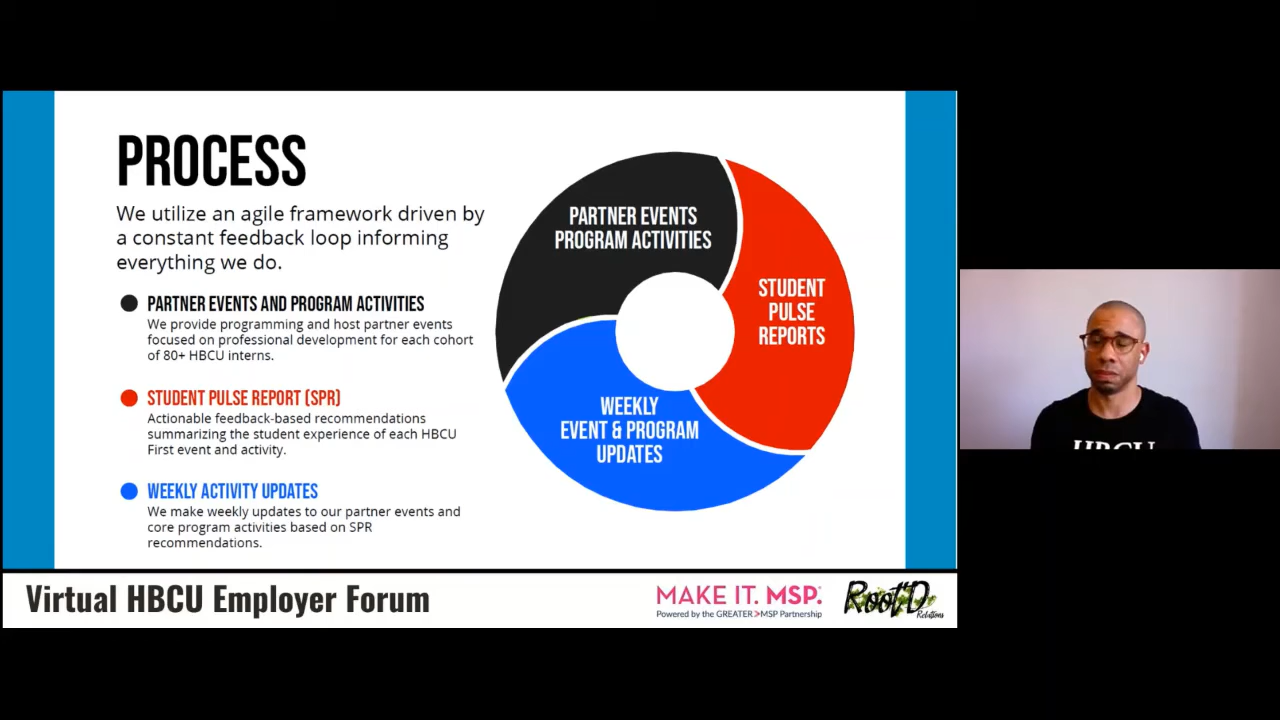 PROCESS
We utilize an agile framework driven by
a constant feedback loop informing
everything we do.
PARTNER EVENTS AND PROGRAM ACTIVITIES
We provide programming and host partner events
focused on professional development for each cohort
of 80+ HBCU interns.
STUDENT PULSE REPORT (SPR)
Actionable feedback-based recommendations
summarizing the student experience of each HBCU
First event and activity.
WEEKLY ACTIVITY UPDATES
We make weekly updates to our partner events and
core program activities based on SPR
recommendations.
PARTNER EVENTS
PROGRAM ACTIVITIES
STUDENT
PULSE
REPORTS
WEEKLY
EVENT & PROGRAM
UPDATES
HBCU
Virtual HBCU Employer Forum
MAKE IT. MSP.
Powered by the GREATER>MSP Partnership
Root'D
Relations